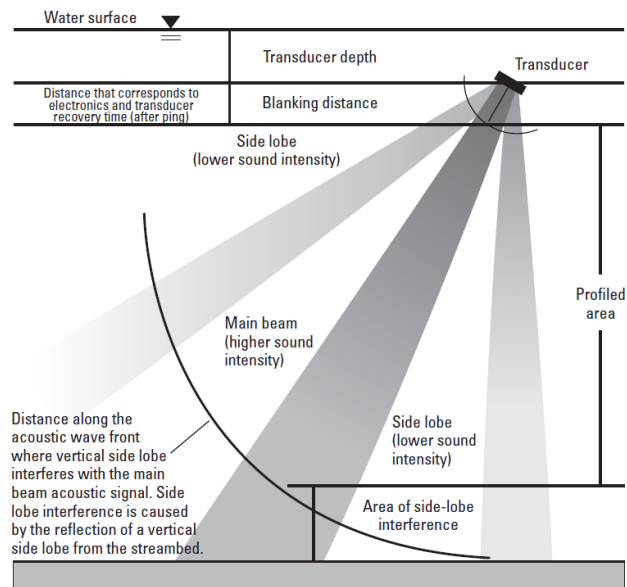 Water surface
Transducer depth
Transducer
Distance that corresponds to
electronics and transducer
recovery time (after ping)
Blanking distance
Side lobe
(lower sound intensity)
Profiled
area
Main beam
(higher sound
intensity)
Distance along the
acoustic wave front
where vertical side lobe
interferes with the main
beam acoustic signal. Side
lobe interference is caused
by the reflection of a vertical
side lobe from the streambed.
Side lobe
(lower sound
intensity)
Area of side-lobe
interference